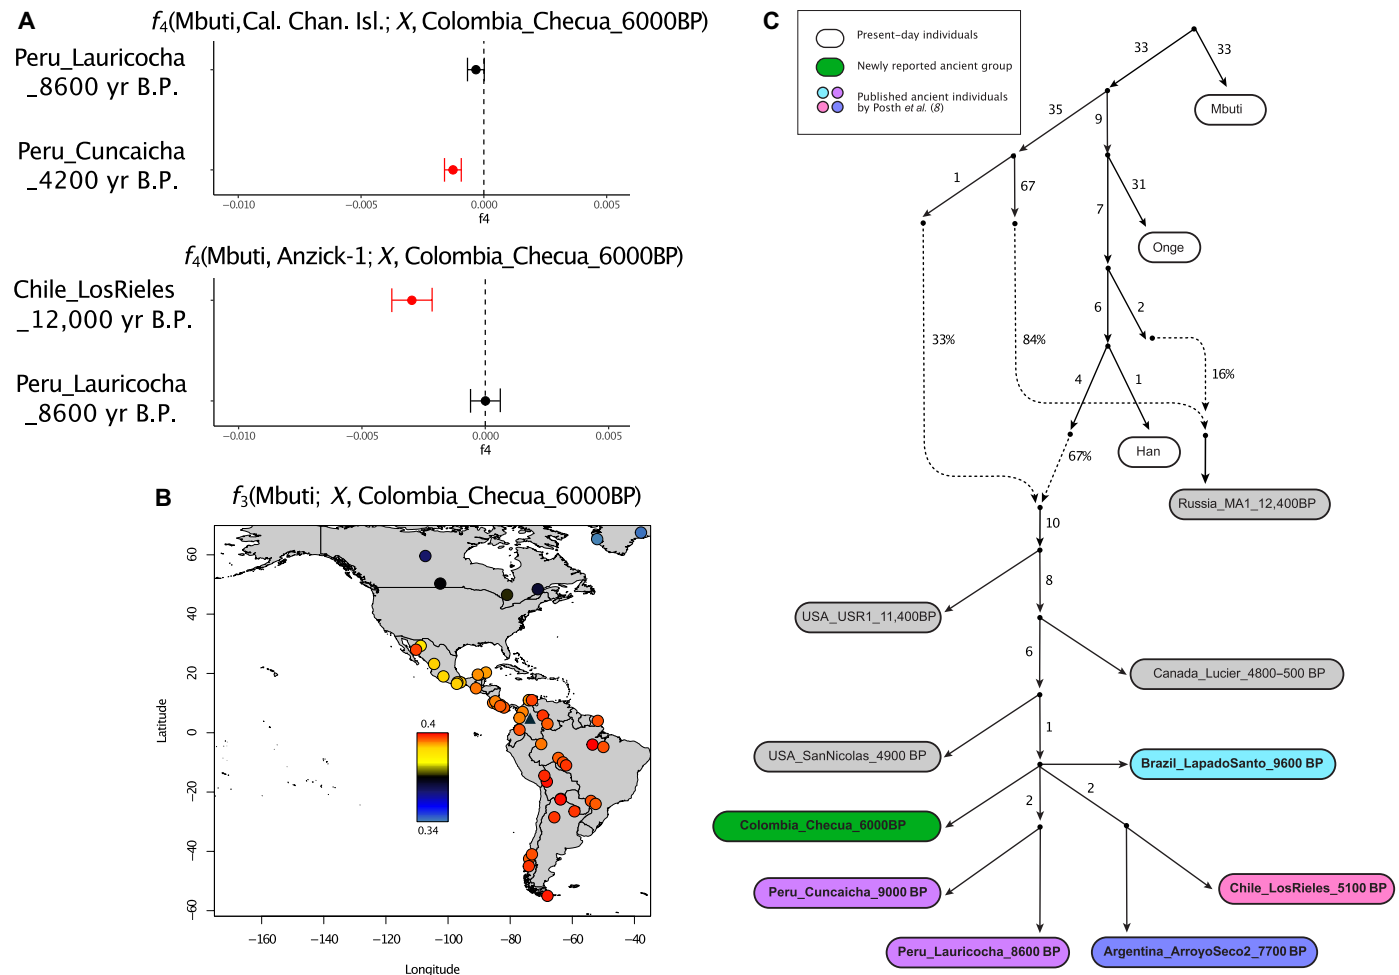 A
f4(Mbuti,Cal. Chan. Isl.; X, Colombia_Checua_6000BP)
Peru_Lauricocha
_8600 yr B.P.
Peru_Cuncaicha
_4200 yr B.P.
−0.010 −0.005 0.000 0.005
f4
f4(Mbuti, Anzick-1; X, Colombia_Checua_6000BP)
Chile_LosRieles
_12,000 yr B.P.
Peru_Lauricocha
_8600 yr B.P.
−0.010 −0.005 0.000 0.005
f4
B
f3(Mbuti; X, Colombia_Checua_6000BP)
60
40
20
0
−20
−40
−60
Latitude
0.4
0.34
−160 −140 −120 −100 −80 −60 −40
Longitude
C
Present-day individuals
Newly reported ancient group
Published ancient individuals
by Posth et al. (8)
33
33
Mbuti
35
9
1
67
31
7
Onge
6
2
33%
84%
16%
4
1
67%
Han
Russia_MA1_12,400BP
10
8
USA_USR1_11,400BP
6
Canada_Lucier_4800–500 BP
1
USA_SanNicolas_4900 BP
Brazil_LapadoSanto_9600 BP
2
2
Colombia_Checua_6000BP
Peru_Cuncaicha_9000 BP
Chile_LosRieles_5100 BP
Peru_Lauricocha_8600 BP
Argentina_ArroyoSeco2_7700 BP